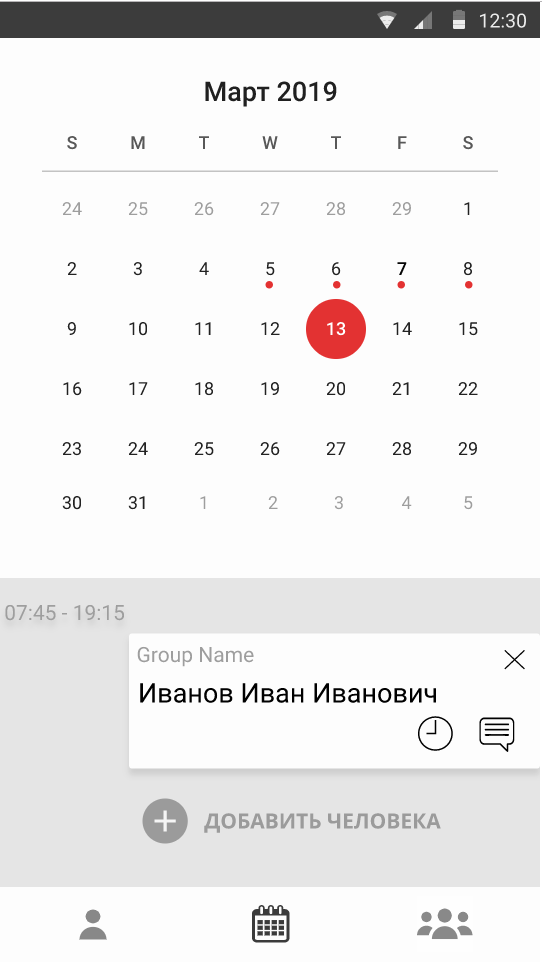 12:30
Март 2019
S M T W T F S
24 25 26 27 28 29 1
2 3 4 5 6 7 8
9 10 11 12 13 14 15
16 17 18 19 20 21 22
23 24 25 26 27 28 29
30 31 1 2 3 4 5
07:45 - 19:15
Group Name
Иванов Иван Иванович
ДОБАВИТЬ ЧЕЛОВЕКА